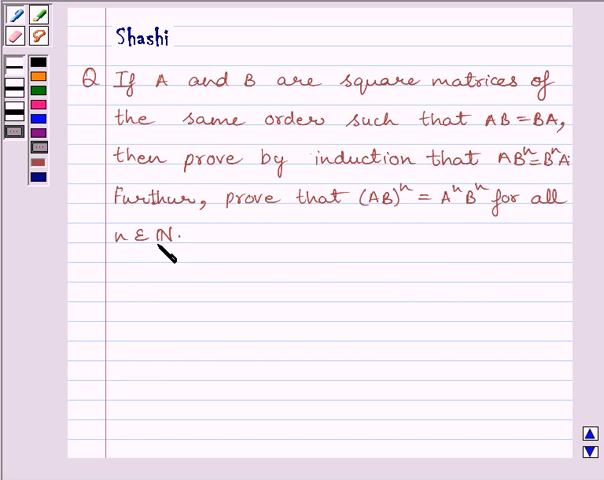 Shashi
Q If A and B are square matrices of
the same order such that AB = BA,
then prove by induction that ABⁿ = BⁿA
Furthur, prove that (AB)ⁿ = AⁿBⁿ for all
n ε ℕ.